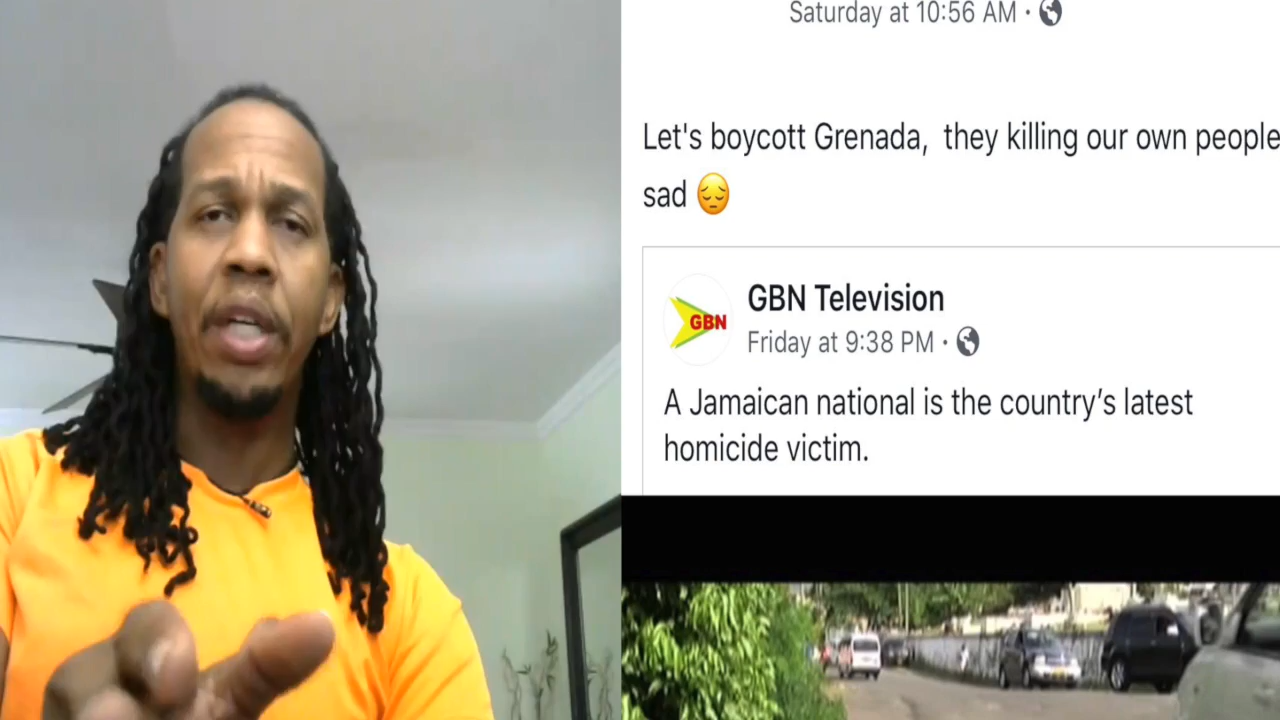 Saturday at 10:56 AM ·
Let's boycott Grenada, they killing our own people
sad 😔
GBN
GBN Television
Friday at 9:38 PM ·
A Jamaican national is the country's latest
homicide victim.